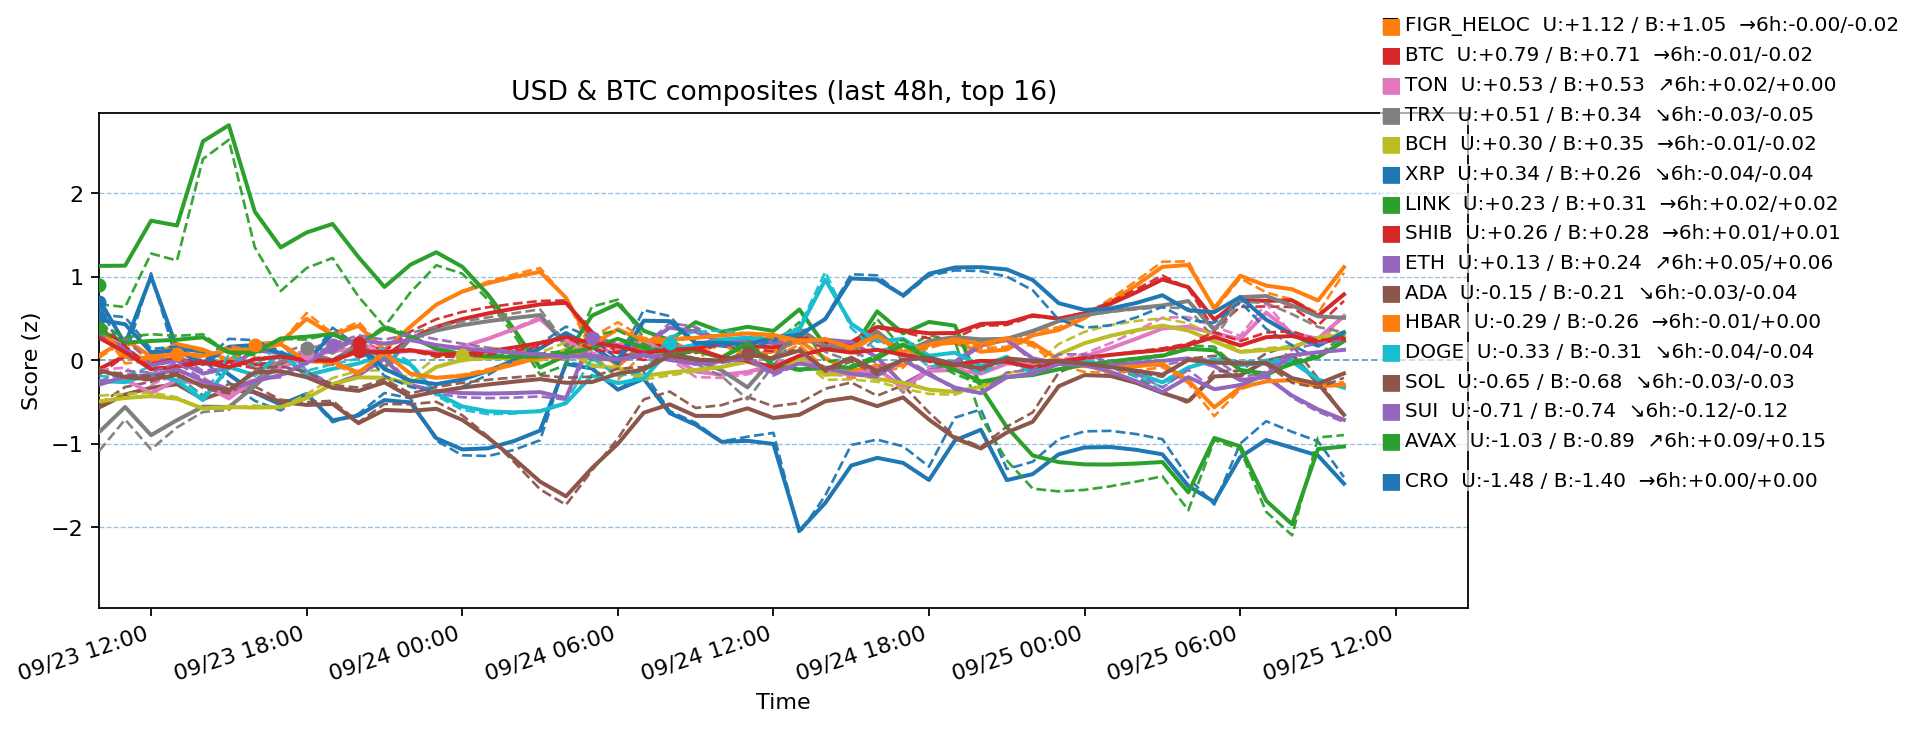 FIGR_HELOC U:+1.12 / B:+1.05 →6h:-0.00/-0.02
BTC U:+0.79 / B:+0.71 →6h:-0.01/-0.02
USD & BTC composites (last 48h, top 16)
TON U:+0.53 / B:+0.53 ↗6h:+0.02/+0.00
TRX U:+0.51 / B:+0.34 ↘6h:-0.03/-0.05
BCH U:+0.30 / B:+0.35 →6h:-0.01/-0.02
XRP U:+0.34 / B:+0.26 ↘6h:-0.04/-0.04
LINK U:+0.23 / B:+0.31 →6h:+0.02/+0.02
SHIB U:+0.26 / B:+0.28 →6h:+0.01/+0.01
ETH U:+0.13 / B:+0.24 ↗6h:+0.05/+0.06
ADA U:-0.15 / B:-0.21 ↘6h:-0.03/-0.04
HBAR U:-0.29 / B:-0.26 →6h:-0.01/+0.00
DOGE U:-0.33 / B:-0.31 ↘6h:-0.04/-0.04
SOL U:-0.65 / B:-0.68 ↘6h:-0.03/-0.03
SUI U:-0.71 / B:-0.74 ↘6h:-0.12/-0.12
AVAX U:-1.03 / B:-0.89 ↗6h:+0.09/+0.15
CRO U:-1.48 / B:-1.40 →6h:+0.00/+0.00
Score (z)
2
1
0
−1
−2
09/23 12:00
09/23 18:00
09/24 00:00
09/24 06:00
09/24 12:00
09/24 18:00
09/25 00:00
09/25 06:00
09/25 12:00
Time